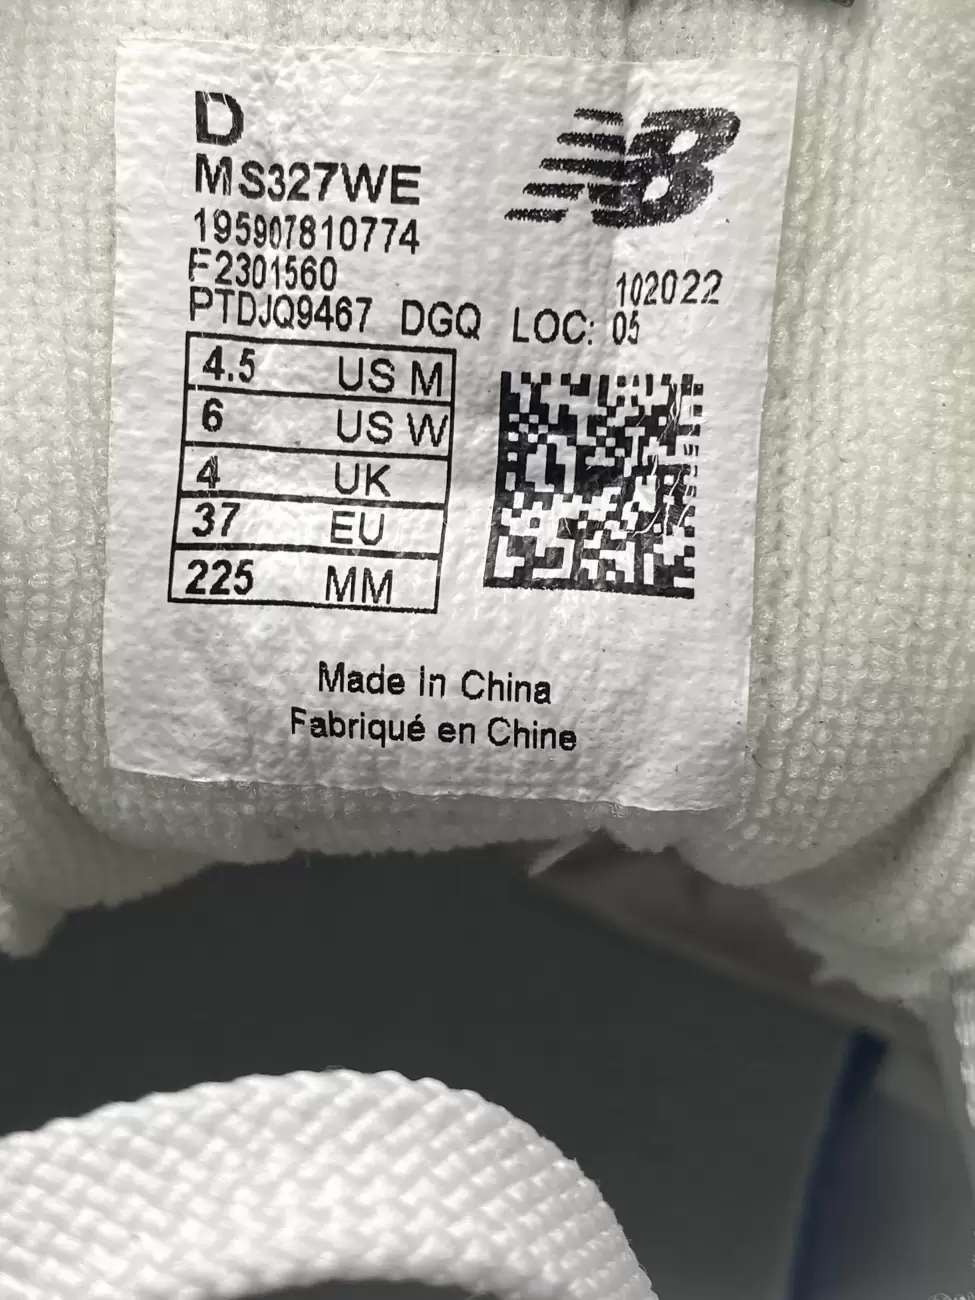 D
NB
MS327WE
195907810774
F2301560
102022
PTDJQ9467 DGQ LOC: 05
4.5 US M
6 US W
4 UK
37 EU
225 MM
Made In China
Fabriqué en Chine